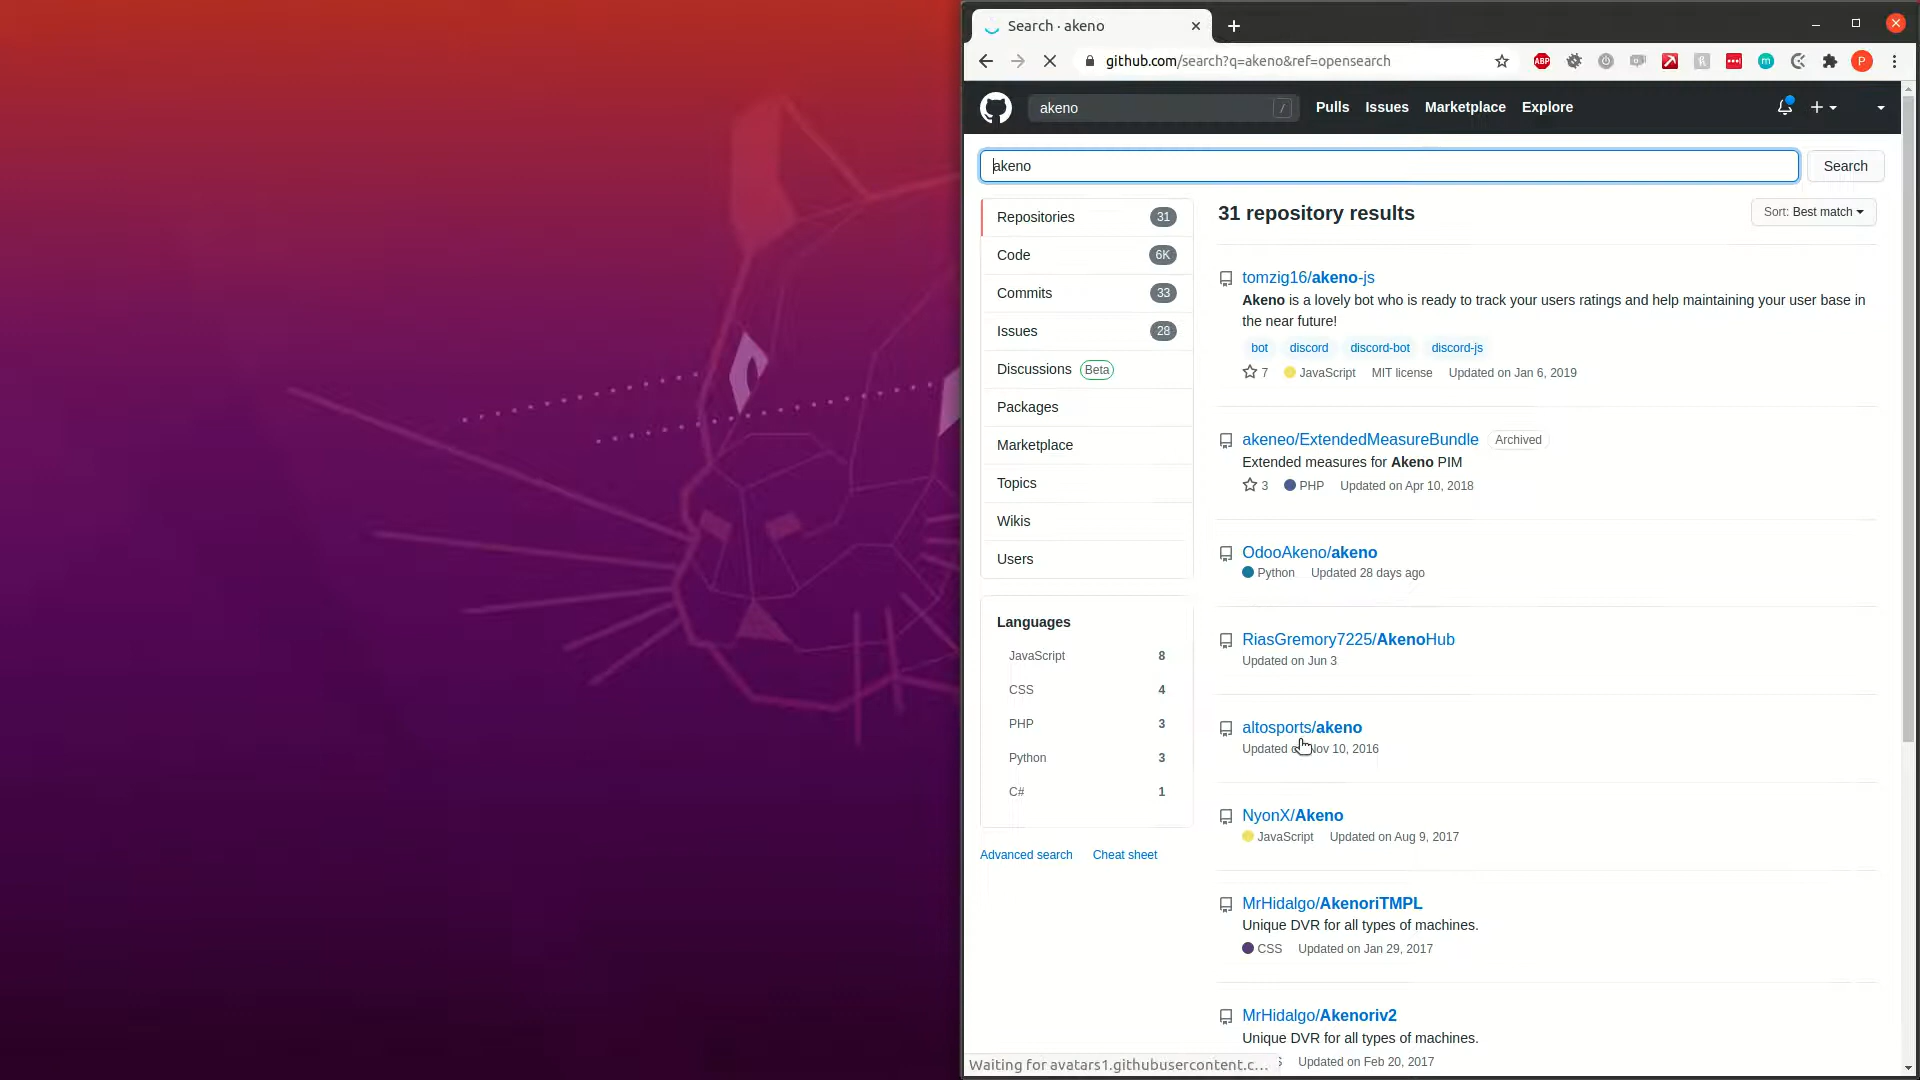 Search · akeno
github.com/search?q=akeno&ref=opensearch
ABP
m
P
akeno
/
Pulls
Issues
Marketplace
Explore
akeno
Search
Repositories 31
Code 6K
Commits 33
Issues 28
Discussions Beta
Packages
Marketplace
Topics
Wikis
Users
Languages
JavaScript 8
CSS 4
PHP 3
Python 3
C# 1
Advanced search
Cheat sheet
31 repository results
Sort: Best match
tomzig16/akeno-js
Akeno is a lovely bot who is ready to track your users ratings and help maintaining your user base in
the near future!
bot discord discord-bot discord-js
7 JavaScript MIT license Updated on Jan 6, 2019
akeneo/ExtendedMeasureBundle Archived
Extended measures for Akeno PIM
3 PHP Updated on Apr 10, 2018
OdooAkeno/akeno
Python Updated 28 days ago
RiasGremory7225/AkenoHub
Updated on Jun 3
altosports/akeno
Updated Nov 10, 2016
NyonX/Akeno
JavaScript Updated on Aug 9, 2017
MrHidalgo/AkenoriTMPL
Unique DVR for all types of machines.
CSS Updated on Jan 29, 2017
MrHidalgo/Akenoriv2
Unique DVR for all types of machines.
Updated on Feb 20, 2017
Waiting for avatars1.githubusercontent.c...